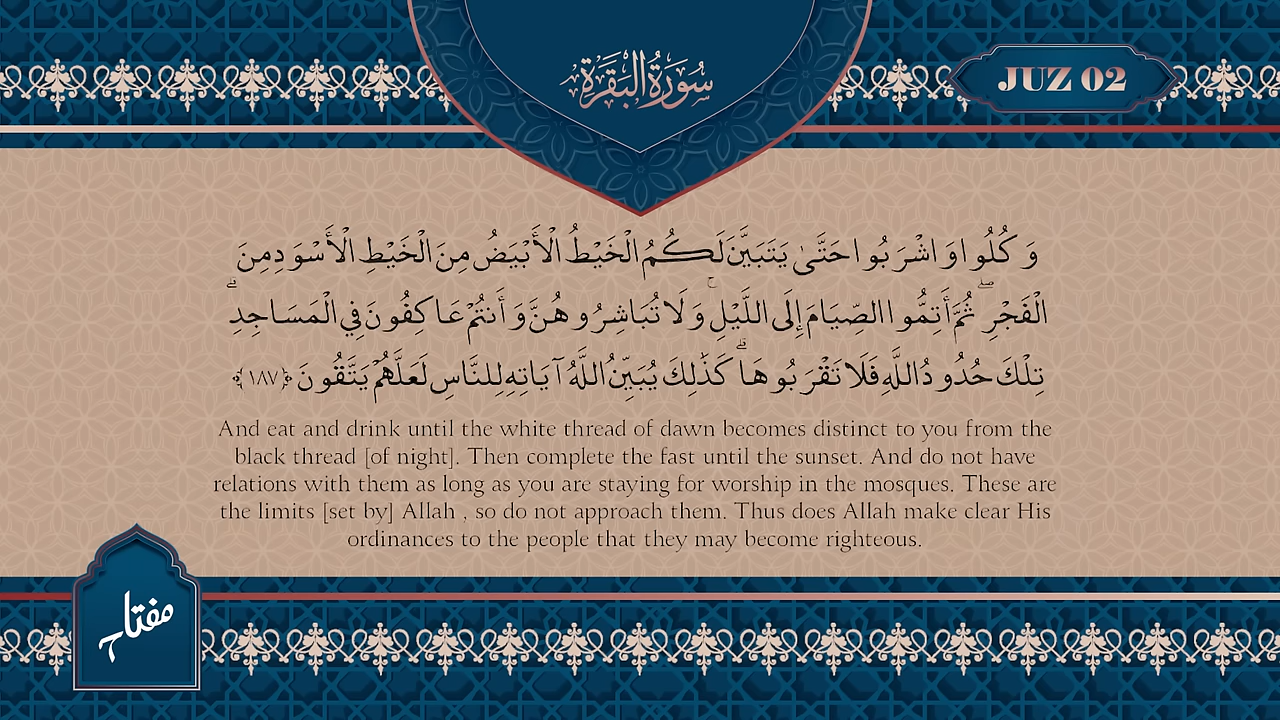 سُورَةُ البَقَرَةِ
JUZ 02
وَكُلُوا وَاشْرَبُوا حَتَّىٰ يَتَبَيَّنَ لَكُمُ الْخَيْطُ الْأَبْيَضُ مِنَ الْخَيْطِ الْأَسْوَدِ مِنَ
الْفَجْرِ ۖ ثُمَّ أَتِمُّوا الصِّيَامَ إِلَى اللَّيْلِ ۚ وَلَا تُبَاشِرُوهُنَّ وَأَنتُمْ عَاكِفُونَ فِي الْمَسَاجِدِ ۗ
تِلْكَ حُدُودُ اللَّهِ فَلَا تَقْرَبُوهَا ۗ كَذَٰلِكَ يُبَيِّنُ اللَّهُ آيَاتِهِ لِلنَّاسِ لَعَلَّهُمْ يَتَّقُونَ ﴿١٨٧﴾
And eat and drink until the white thread of dawn becomes distinct to you from the
black thread [of night]. Then complete the fast until the sunset. And do not have
relations with them as long as you are staying for worship in the mosques. These are
the limits [set by] Allah , so do not approach them. Thus does Allah make clear His
ordinances to the people that they may become righteous.
مفتاح